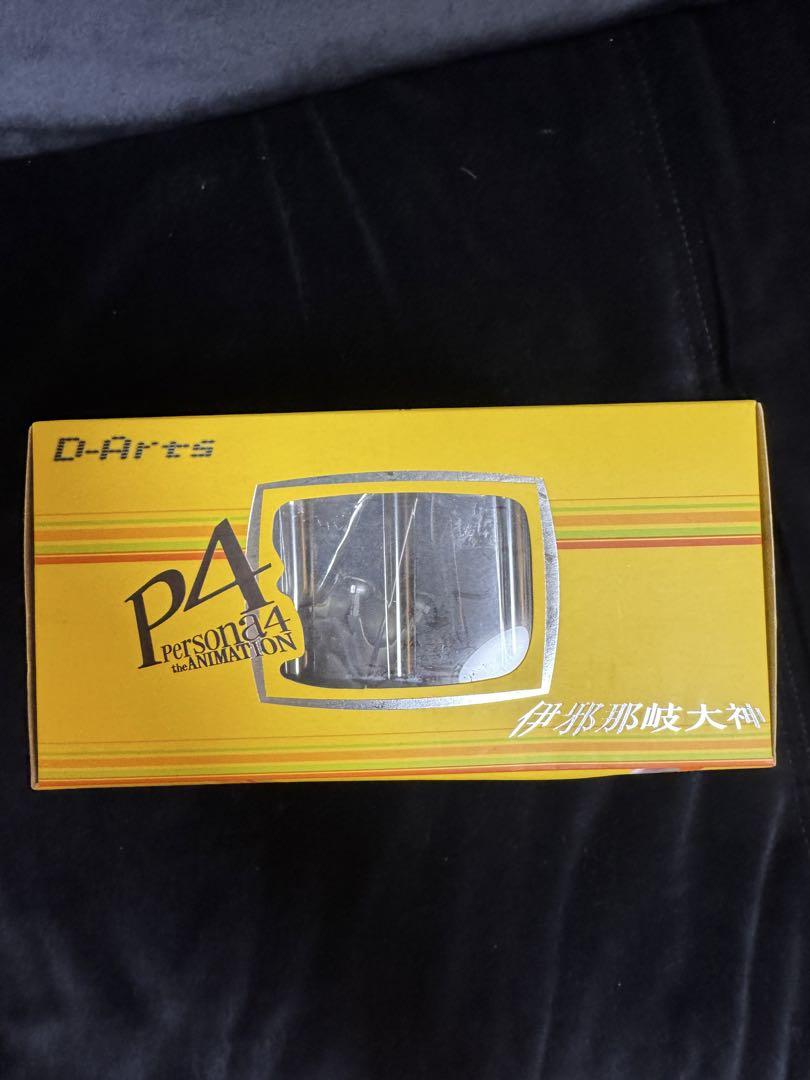 D-Arts
P4
Persona4
the ANIMATION
伊邪那岐大神